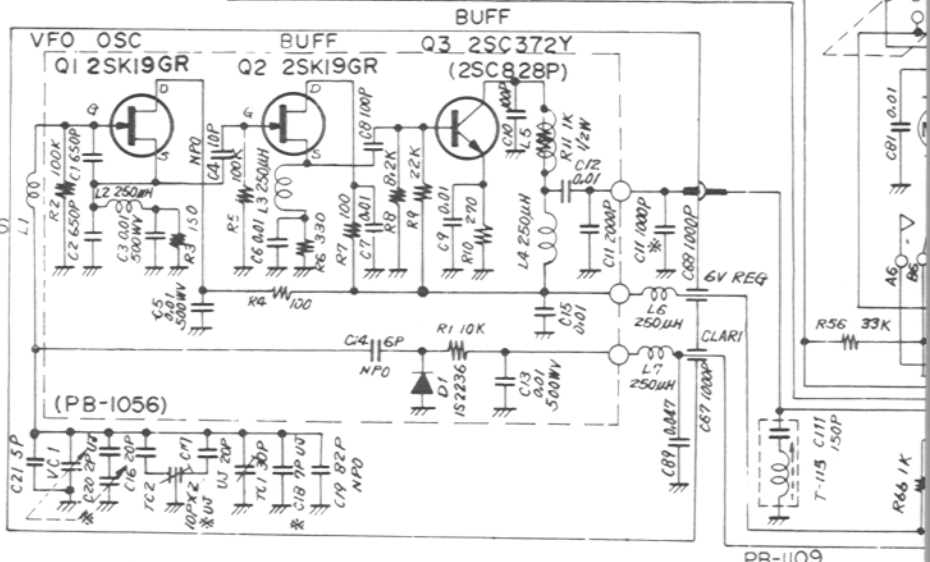 BUFF
VFO OSC
BUFF
Q3 2SC372Y
Q1 2SK19GR
Q2 2SK19GR
(2SC828P)
D
G
S
R2 100K
C1 650P
C2 650P
L1
L2 250μH
C3 0.01 500WV
R3 150
NPO
C4 10P
D
G
S
R5 100K
L3 250μH
C6 0.01
R6 330
C8 100P
R7 100
C7 0.01
R8 8.2K
R9 22K
C9 0.01
R10 270
C10 100P
L5
R11 1K 1/2W
C12 0.01
L4 250μH
C11 2000P
※ C11 1000P
C68 1000P
6V REG
C5 0.01 500WV
R4 100
C15 0.01
L6 250μH
CLARI
C14 6P NPO
R1 10K
D1 1S2236
C13 0.01 500WV
L7 250μH
C67 1000P
C89 0.047
(PB-1056)
C21 5P
VC1
※ C20 2P UJ
C16 20P
TC2
10PX2 ※ UJ
C17 20P UJ
TC1 30P
※ C18 7P UJ
C19 82P NPO
C81 0.01
A6
B6
R56 33K
C111 150P
T-115
R66 1K
PB-1109